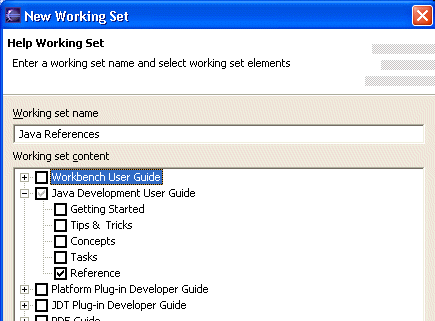 New Working Set
Help Working Set
Enter a working set name and select working set elements
Working set name
Java References
Working set content
Workbench User Guide
Java Development User Guide
Getting Started
Tips & Tricks
Concepts
Tasks
Reference
Platform Plug-in Developer Guide
JDT Plug-in Developer Guide
PDE Guide